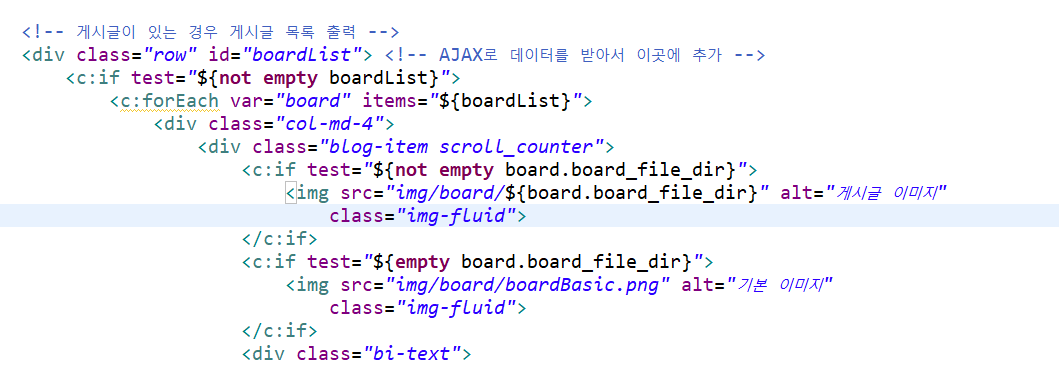 <!-- 게시글이 있는 경우 게시글 목록 출력 -->
<div class="row" id="boardList"> <!-- AJAX로 데이터를 받아서 이곳에 추가 -->
<c:if test="${not empty boardList}">
<c:forEach var="board" items="${boardList}">
<div class="col-md-4">
<div class="blog-item scroll_counter">
<c:if test="${not empty board.board_file_dir}">
<img src="img/board/${board.board_file_dir}" alt="게시글 이미지"
class="img-fluid">
</c:if>
<c:if test="${empty board.board_file_dir}">
<img src="img/board/boardBasic.png" alt="기본 이미지"
class="img-fluid">
</c:if>
<div class="bi-text">